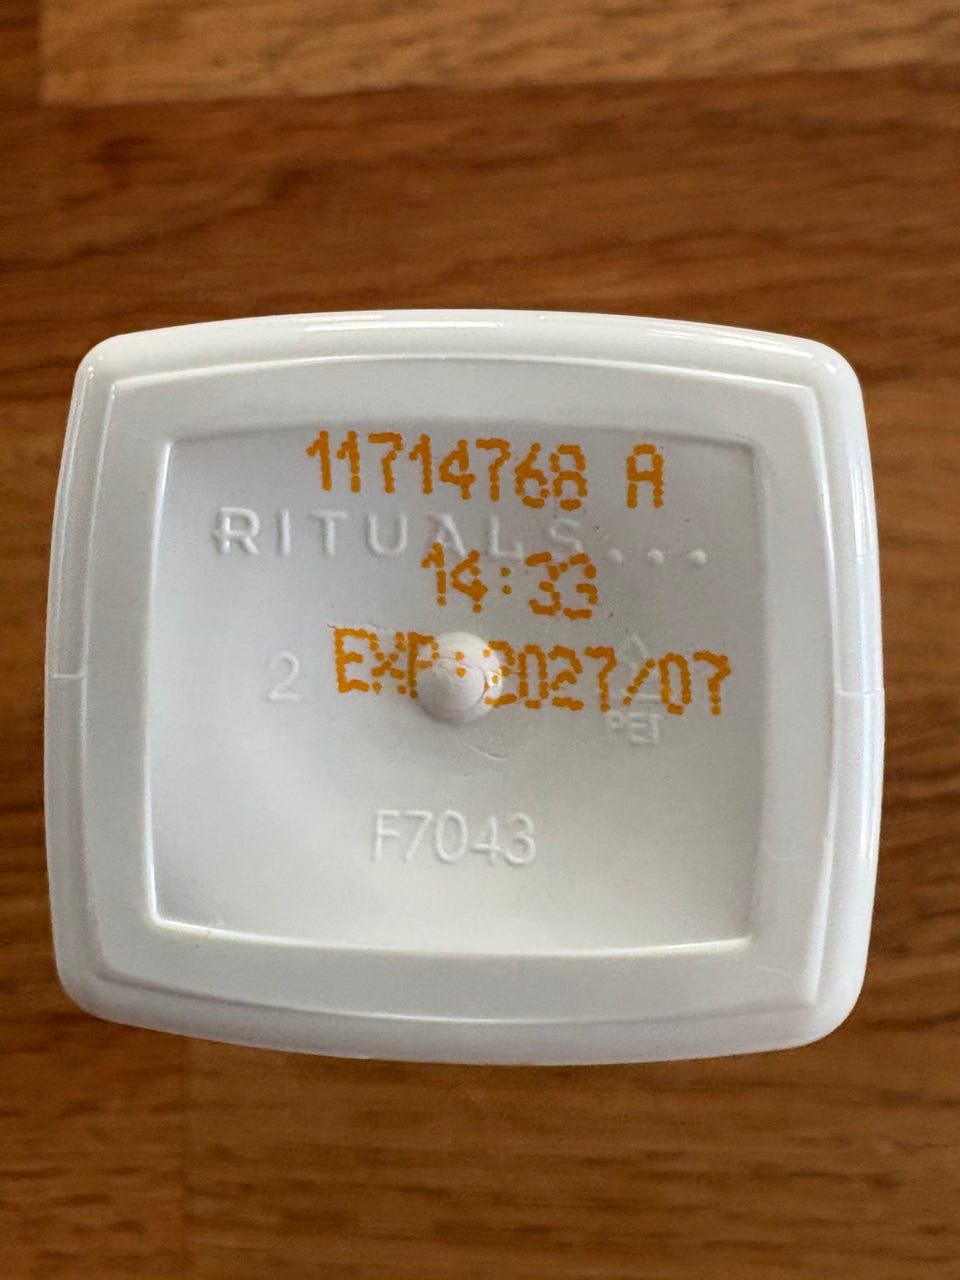 11714768 A
RITUALS...
14:33
EXP:2027/07
2
PET
F7043